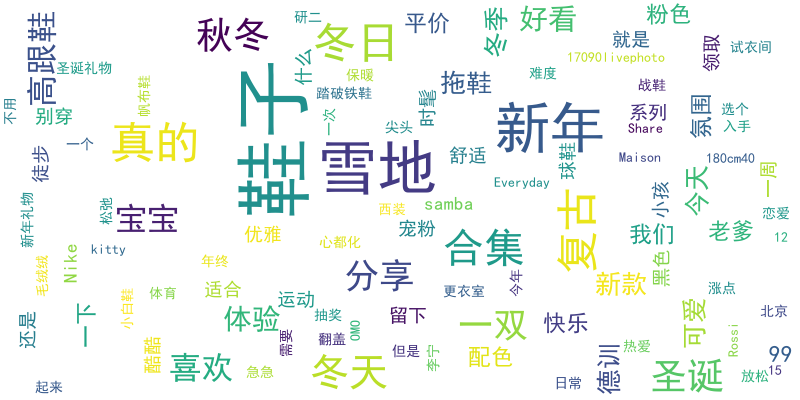 研二
秋冬
冬日
平价
冬季
好看
粉色
高跟鞋
圣诞礼物
什么
保暖
就是
17090livephoto
领取
试衣间
不用
别穿
帆布鞋
鞋子
踏破铁鞋
拖鞋
难度
战鞋
一个
真的
一次
尖头
时髦
新年
系列
Share
氛围
选个
入手
徒步
雪地
舒适
球鞋
Maison
180cm40
一周
新年礼物
松弛
宝宝
西装
samba
Everyday
复古
小孩
今天
恋爱
优雅
心都化
宠粉
合集
我们
老爹
12
毛绒绒
Nike
kitty
年终
分享
更衣室
今年
新款
黑色
涨点
还是
一下
小白鞋
体育
适合
运动
体验
抽奖
留下
一双
快乐
可爱
北京
酷酷
喜欢
急急
需要
翻盖
OMO
但是
李宁
配色
德训
热爱
Rossi
99
起来
冬天
日常
圣诞
放松
15